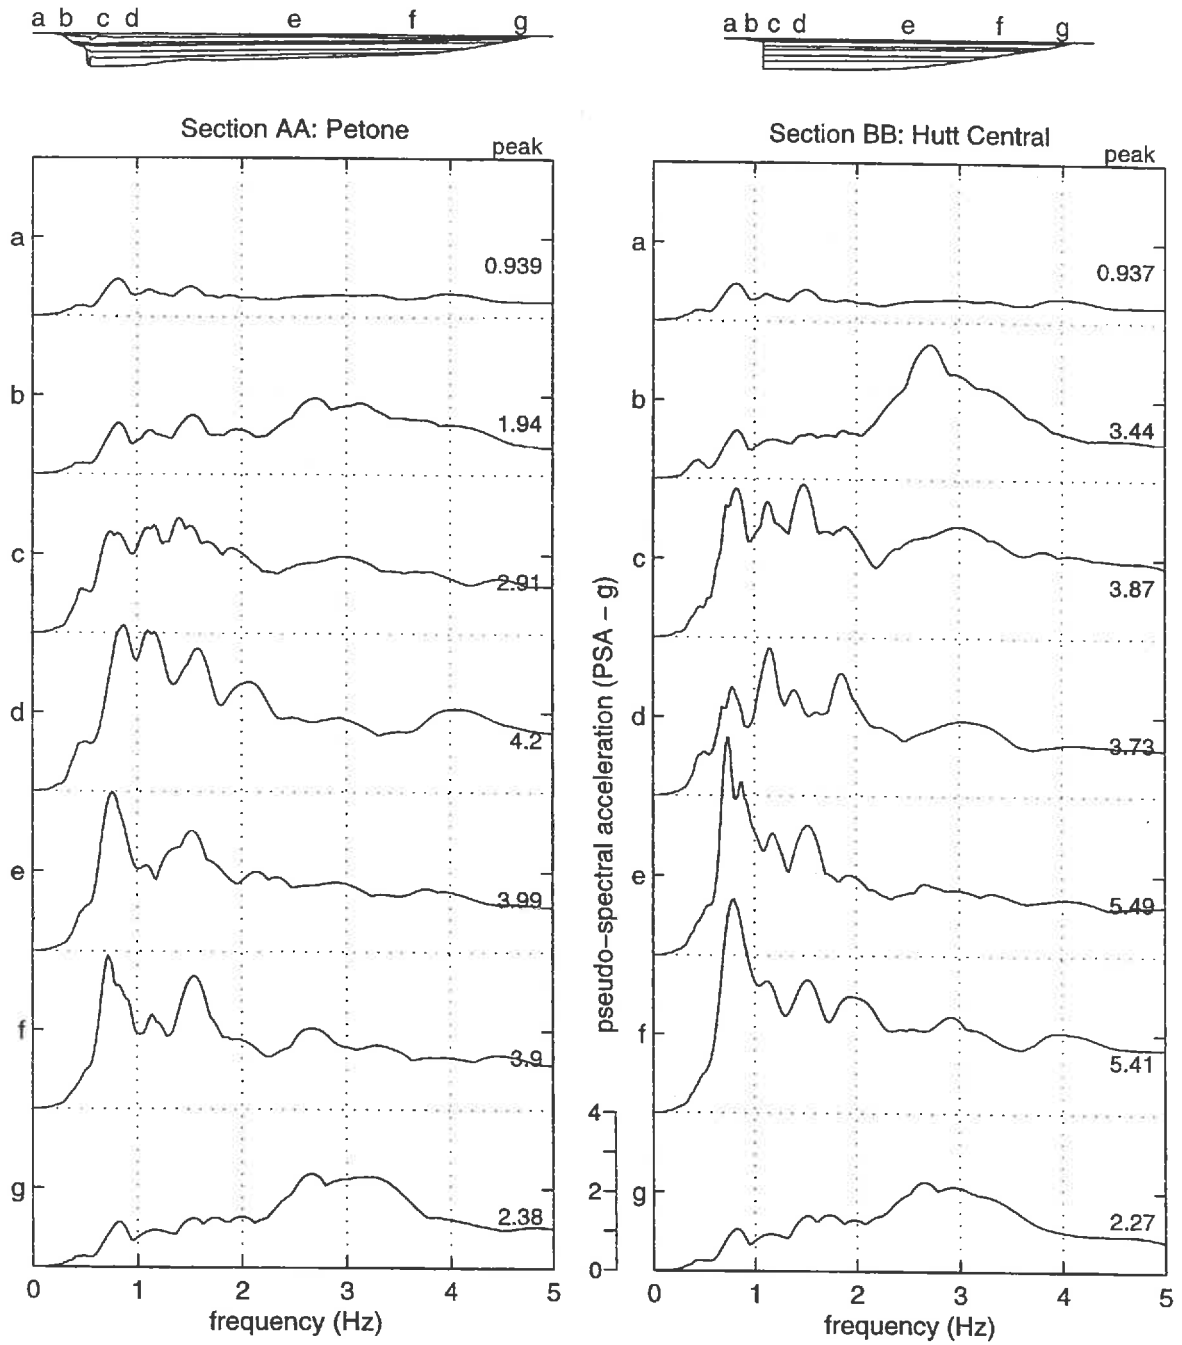 a b c d e f g
a b c d e f g
Section AA: Petone
Section BB: Hutt Central
peak
peak
a
0.939
b
1.94
c
2.91
d
4.2
e
3.99
f
3.9
g
2.38
0 1 2 3 4 5
frequency (Hz)
pseudo-spectral acceleration (PSA - g)
4
2
0
a
0.937
b
3.44
c
3.87
d
3.73
e
5.49
f
5.41
g
2.27
0 1 2 3 4 5
frequency (Hz)